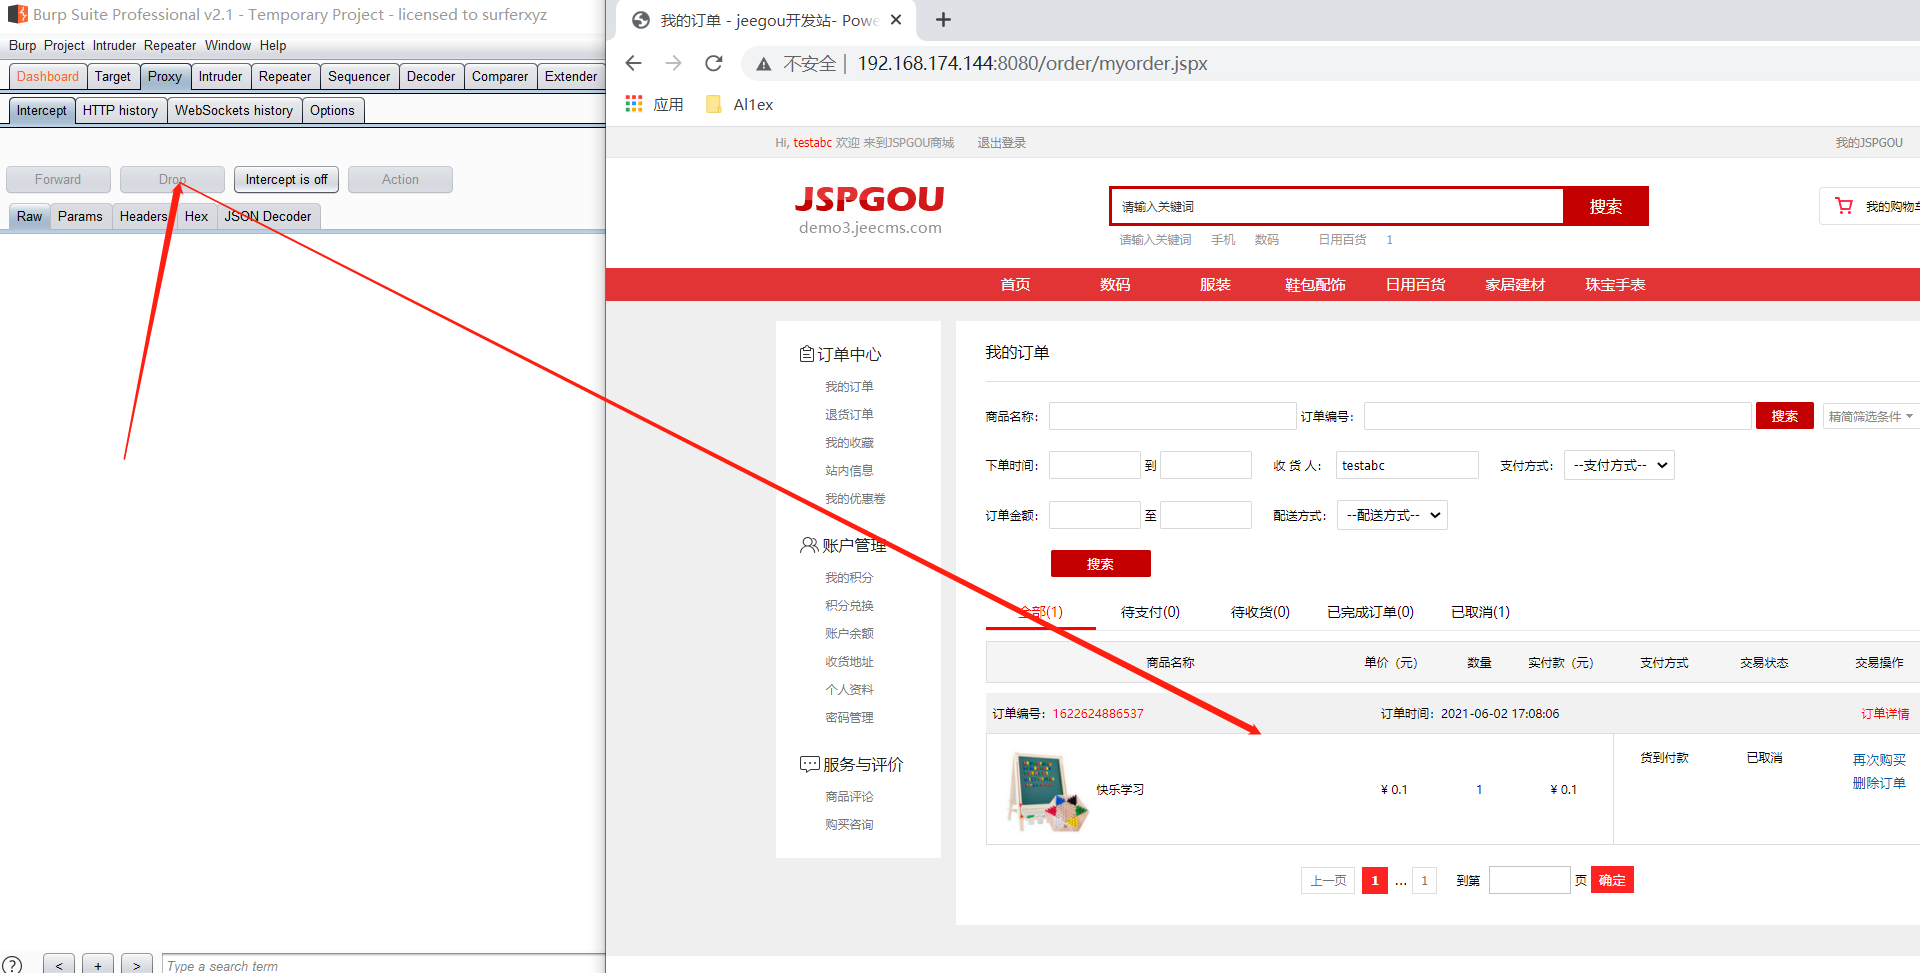 Burp Suite Professional v2.1 - Temporary Project - licensed to surferxyz
Burp Project Intruder Repeater Window Help
Dashboard Target Proxy Intruder Repeater Sequencer Decoder Comparer Extender
Intercept HTTP history WebSockets history Options
Forward Drop Intercept is off Action
Raw Params Headers Hex JSON Decoder
? < + > Type a search term
我的订单 - jeegou开发站- Powe
不安全 | 192.168.174.144:8080/order/myorder.jspx
应用 Al1ex
Hi, testabc 欢迎 来到JSPGOU商城 退出登录 我的JSPGOU
JSPGOU
demo3.jeecms.com
请输入关键词 搜索 我的购物车
请输入关键词 手机 数码 日用百货 1
首页 数码 服装 鞋包配饰 日用百货 家居建材 珠宝手表
订单中心
我的订单
退货订单
我的收藏
站内信息
我的优惠卷
账户管理
我的积分
积分兑换
账户余额
收货地址
个人资料
密码管理
服务与评价
商品评论
购买咨询
我的订单
商品名称： 订单编号： 搜索 精简筛选条件
下单时间： 到 收 货 人： testabc 支付方式： --支付方式--
订单金额： 至 配送方式： --配送方式--
搜索
全部(1) 待支付(0) 待收货(0) 已完成订单(0) 已取消(1)
商品名称 单价（元） 数量 实付款（元） 支付方式 交易状态 交易操作
订单编号：1622624886537 订单时间：2021-06-02 17:08:06 订单详情
快乐学习 ¥ 0.1 1 ¥ 0.1 货到付款 已取消 再次购买
删除订单
上一页 1 ... 1 到第 页 确定